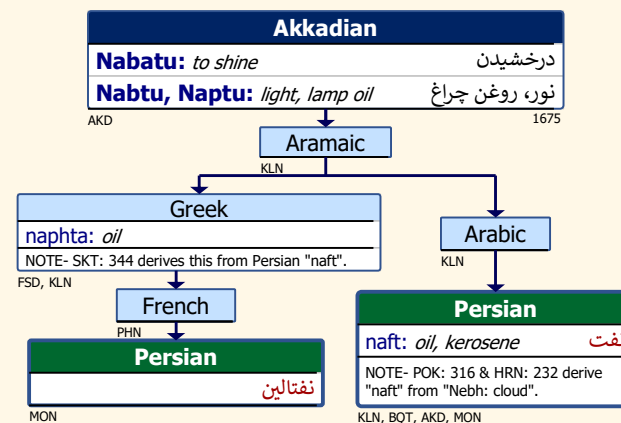 Akkadian
Nabatu: to shine درخشیدن
Nabtu, Naptu: light, lamp oil نور، روغن چراغ
AKD 1675
Aramaic
KLN
Greek
naphta: oil
NOTE- SKT: 344 derives this from Persian "naft".
FSD, KLN
Arabic
KLN
French
PHN
Persian
نفتالین
MON
Persian
naft: oil, kerosene نفت
NOTE- POK: 316 & HRN: 232 derive
"naft" from "Nebh: cloud".
KLN, BQT, AKD, MON